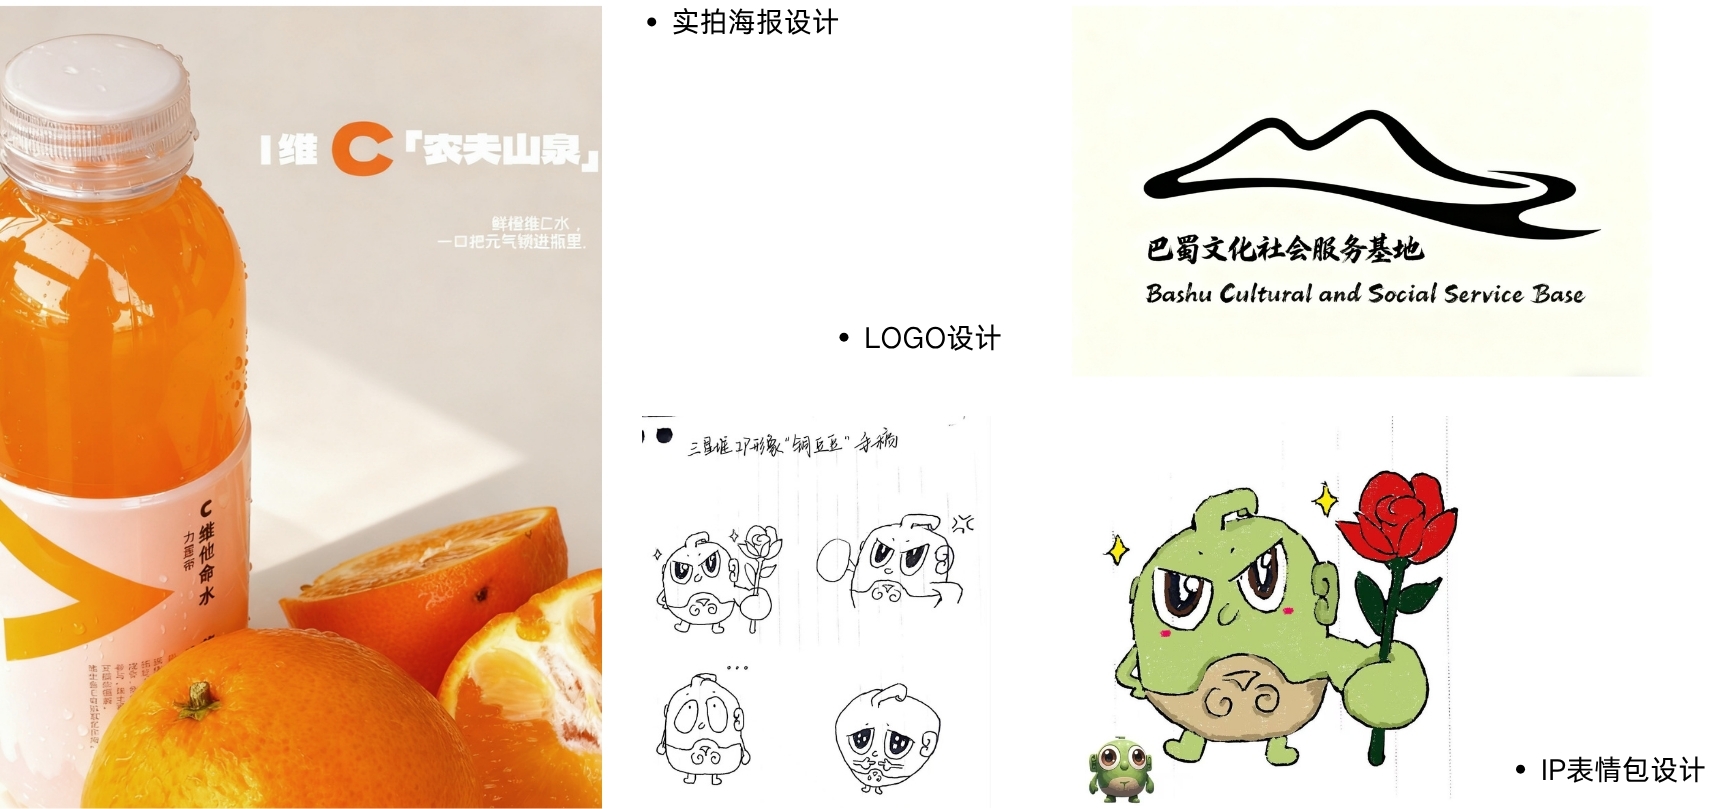 实拍海报设计
维C「农夫山泉」
鲜橙维C水，
一口把元气锁进瓶里.
C维他命水
力量帝
LOGO设计
巴蜀文化社会服务基地
Bashu Cultural and Social Service Base
三星堆IP形象“铜豆豆”手稿
IP表情包设计